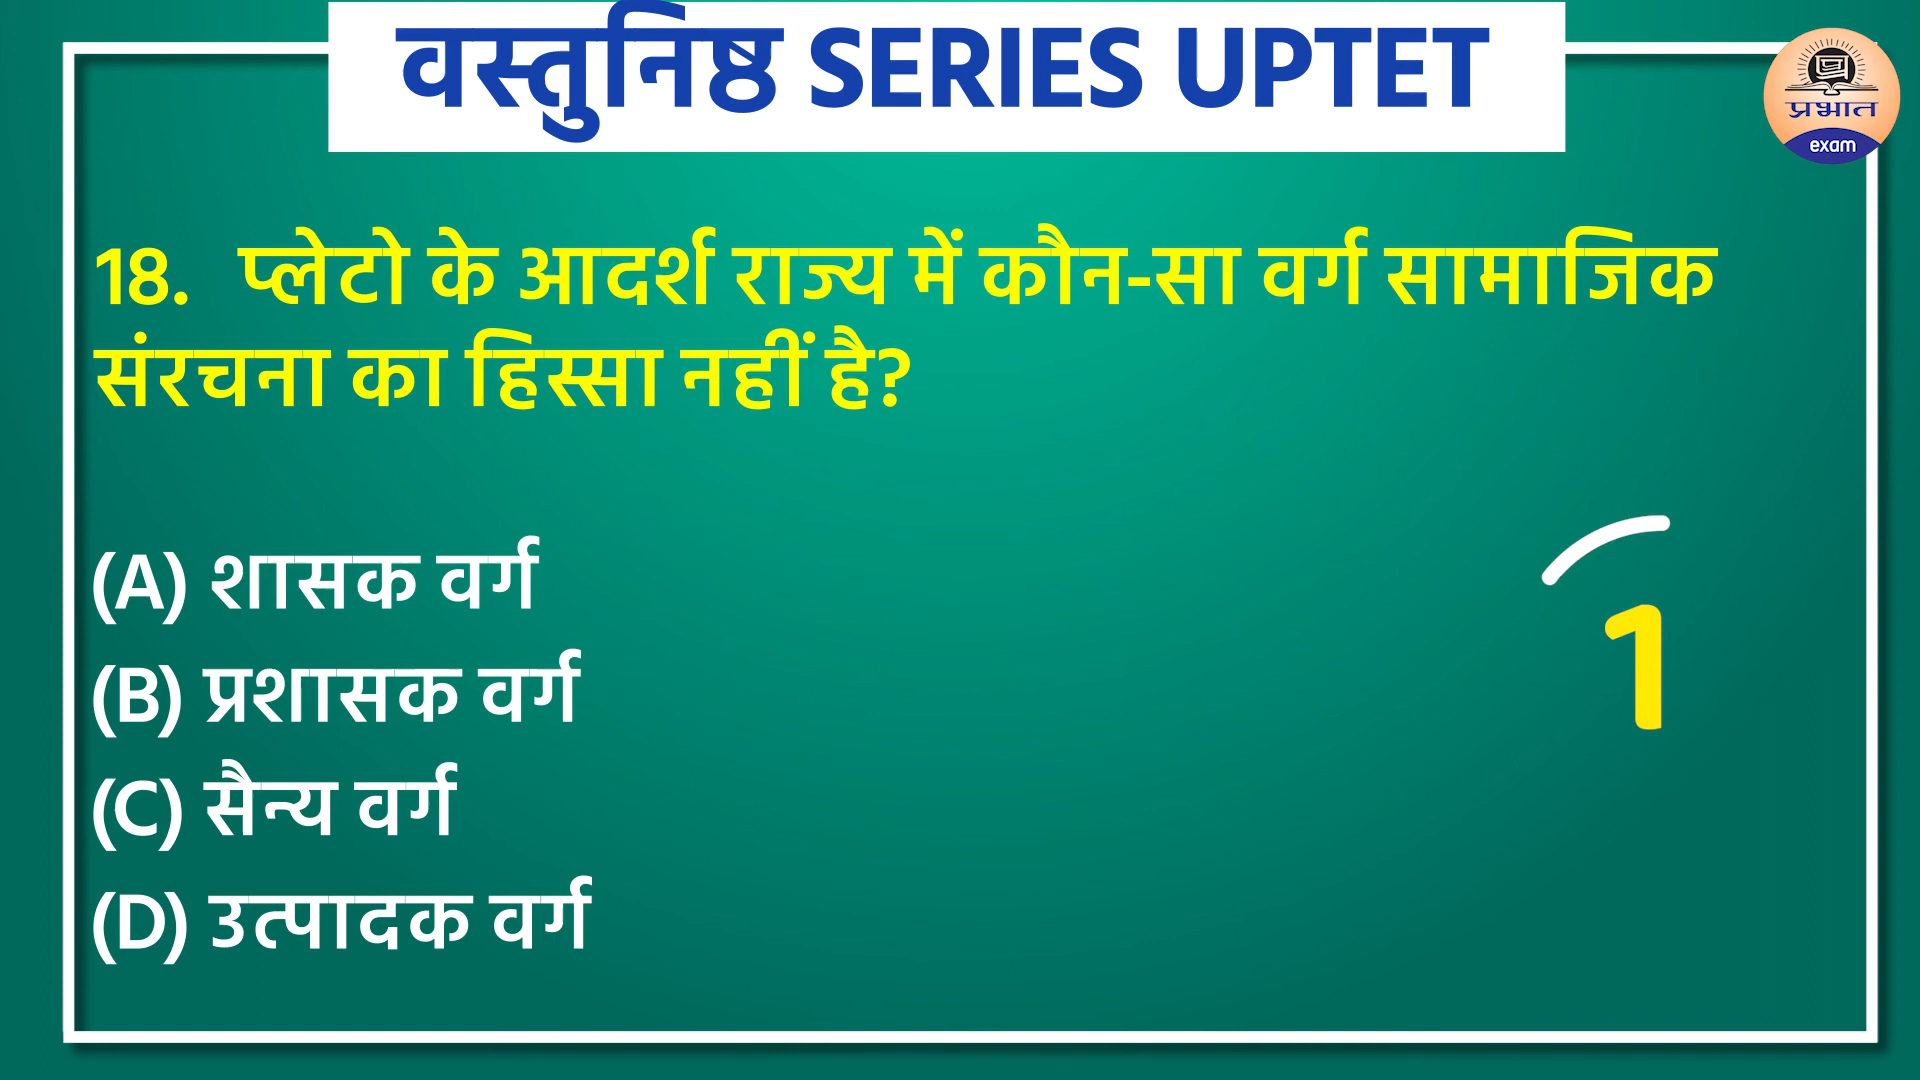 वस्तुनिष्ठ SERIES UPTET
प्रभात
exam
18. प्लेटो के आदर्श राज्य में कौन-सा वर्ग सामाजिक
संरचना का हिस्सा नहीं है?
(A) शासक वर्ग
(B) प्रशासक वर्ग
(C) सैन्य वर्ग
(D) उत्पादक वर्ग
1